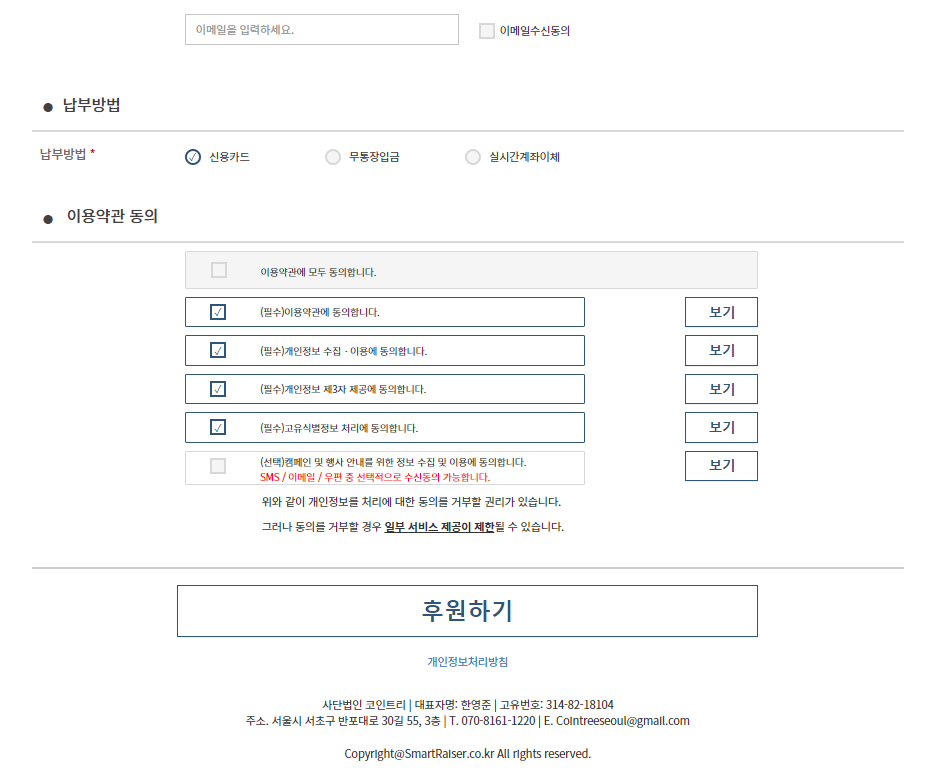 이메일을 입력하세요. 이메일수신동의
● 납부방법
납부방법 *
신용카드 무통장입금 실시간계좌이체
● 이용약관 동의
이용약관에 모두 동의합니다.
(필수)이용약관에 동의합니다. 보기
(필수)개인정보 수집 · 이용에 동의합니다. 보기
(필수)개인정보 제3자 제공에 동의합니다. 보기
(필수)고유식별정보 처리에 동의합니다. 보기
(선택)캠페인 및 행사 안내를 위한 정보 수집 및 이용에 동의합니다. 보기
SMS / 이메일 / 우편 중 선택적으로 수신동의 가능합니다.
위와 같이 개인정보를 처리에 대한 동의를 거부할 권리가 있습니다.
그러나 동의를 거부할 경우 일부 서비스 제공이 제한될 수 있습니다.
후원하기
개인정보처리방침
사단법인 코인트리 | 대표자명: 한영준 | 고유번호: 314-82-18104
주소. 서울시 서초구 반포대로 30길 55, 3층 | T. 070-8161-1220 | E. Cointreeseoul@gmail.com
Copyright@SmartRaiser.co.kr All rights reserved.